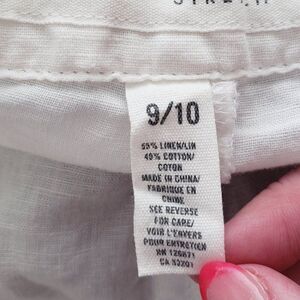 9/10
55% LINEN/LIN
45% COTTON/
COTON
MADE IN CHINA/
FABRIQUE EN
CHINE
SEE REVERSE
FOR CARE/
VOIR L'ENVERS
POUR ENTRETIEN